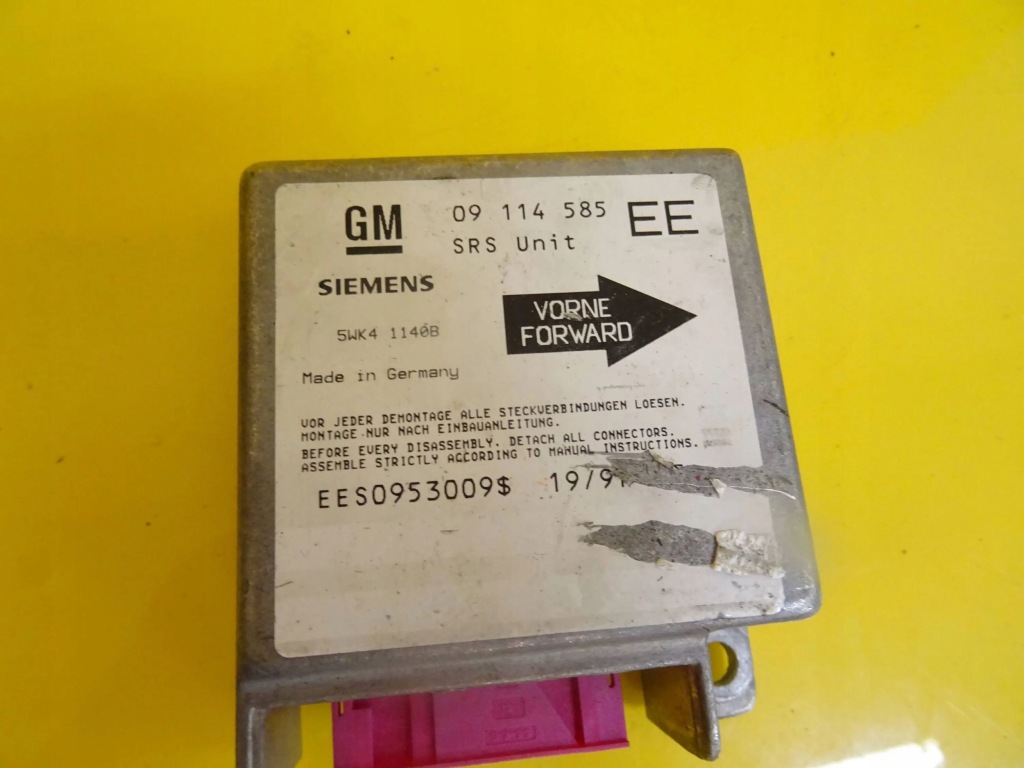 GM 09 114 585 EE
SRS Unit
SIEMENS
VORNE
FORWARD
5WK4 1140B
Made in Germany
VOR JEDER DEMONTAGE ALLE STECKVERBINDUNGEN LOESEN.
MONTAGE NUR NACH EINBAUANLEITUNG.
BEFORE EVERY DISASSEMBLY, DETACH ALL CONNECTORS.
ASSEMBLE STRICTLY ACCORDING TO MANUAL INSTRUCTIONS.
EES0953009$